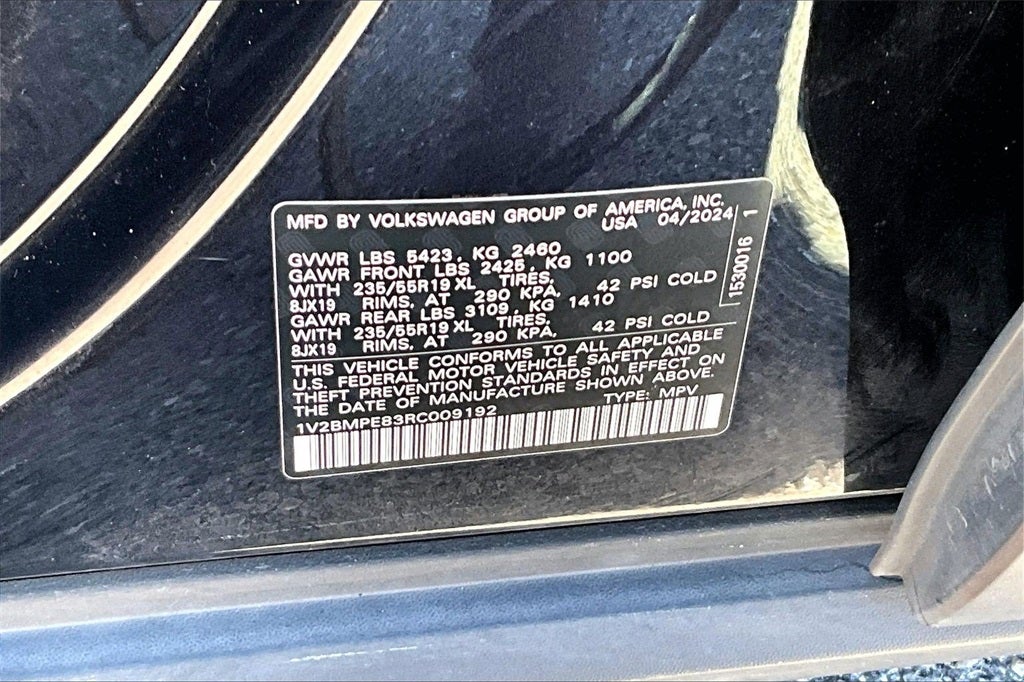 MFD BY VOLKSWAGEN GROUP OF AMERICA, INC.
USA 04/2024
GVWR LBS 5423, KG 2460
GAWR FRONT LBS 2425, KG 1100
WITH 235/55R19 XL TIRES,
8JX19 RIMS, AT 290 KPA, 42 PSI COLD
GAWR REAR LBS 3109, KG 1410
WITH 235/55R19 XL TIRES,
8JX19 RIMS, AT 290 KPA, 42 PSI COLD
1530016 1
THIS VEHICLE CONFORMS TO ALL APPLICABLE
U.S. FEDERAL MOTOR VEHICLE SAFETY AND
THEFT PREVENTION STANDARDS IN EFFECT ON
THE DATE OF MANUFACTURE SHOWN ABOVE.
1V2BMPE83RC009192 TYPE: MPV